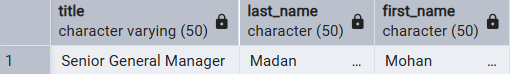 title last_name first_name
character varying (50) character (50) character (50)
1 Senior General Manager Madan ... Mohan ...